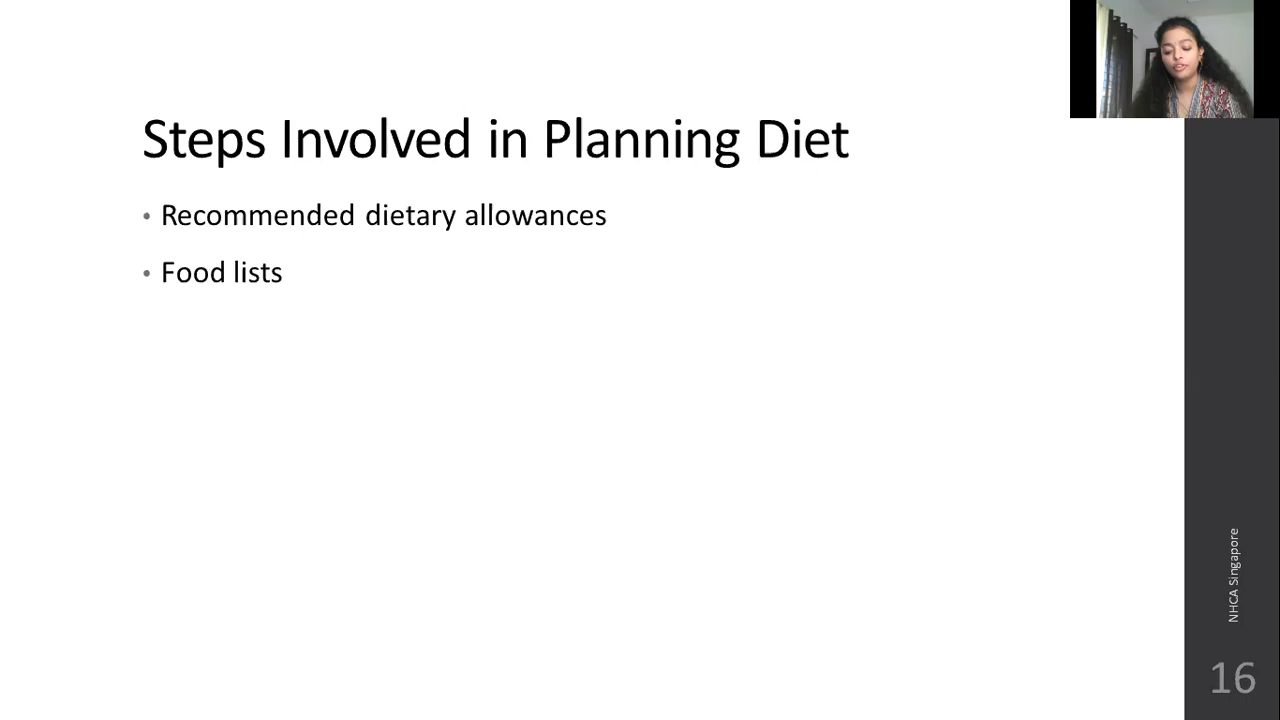 Steps Involved in Planning Diet
• Recommended dietary allowances
• Food lists
NHCA Singapore
16